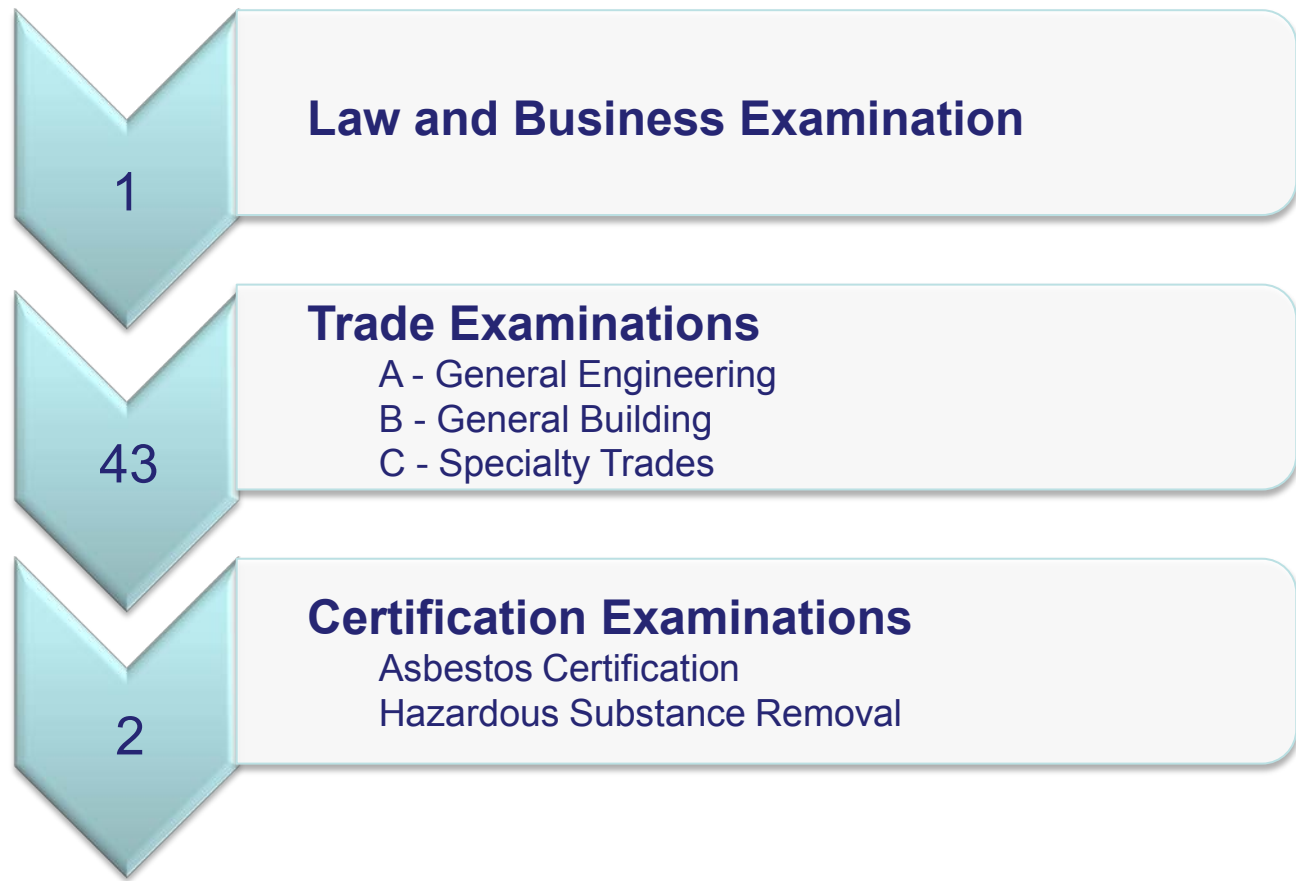 1
Law and Business Examination
43
Trade Examinations
A - General Engineering
B - General Building
C - Specialty Trades
2
Certification Examinations
Asbestos Certification
Hazardous Substance Removal